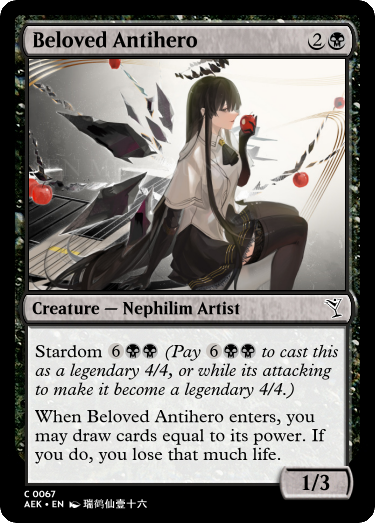 Beloved Antihero 2
Creature — Nephilim Artist
Stardom 6 (Pay 6 to cast this
as a legendary 4/4, or while its attacking
to make it become a legendary 4/4.)
When Beloved Antihero enters, you
may draw cards equal to its power. If
you do, you lose that much life.
1/3
C 0067
AEK • EN 瑞鹤仙壹十六